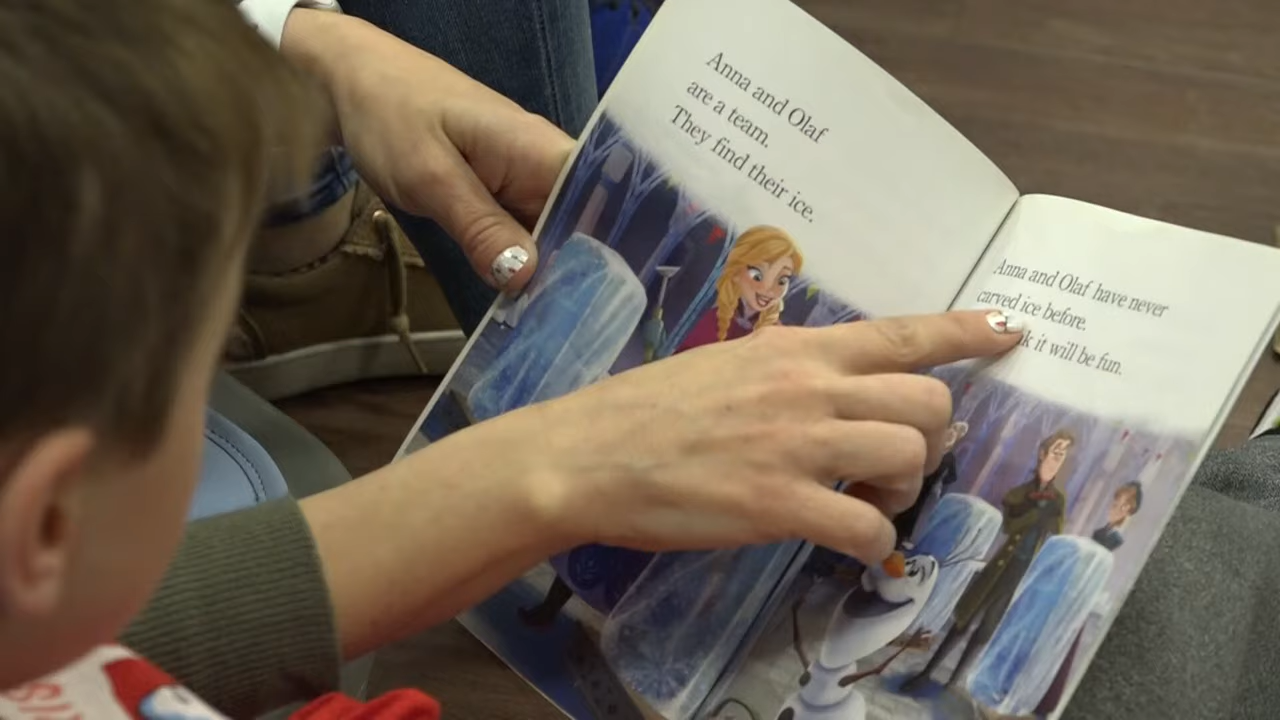 Anna and Olaf
are a team.
They find their ice.
Anna and Olaf have never
carved ice before.
it will be fun.